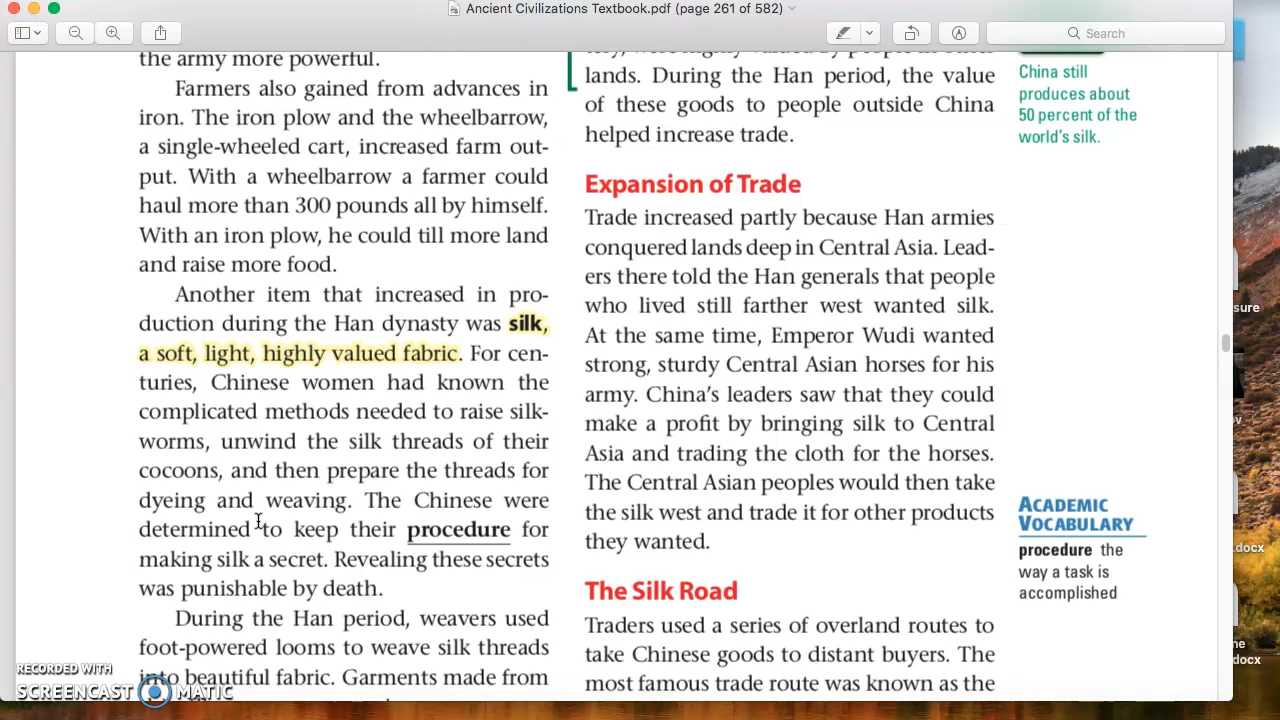 Ancient Civilizations Textbook.pdf (page 261 of 582)
Search
the army more powerful.
Farmers also gained from advances in
iron. The iron plow and the wheelbarrow,
a single-wheeled cart, increased farm out-
put. With a wheelbarrow a farmer could
haul more than 300 pounds all by himself.
With an iron plow, he could till more land
and raise more food.
Another item that increased in pro-
duction during the Han dynasty was silk,
a soft, light, highly valued fabric. For cen-
turies, Chinese women had known the
complicated methods needed to raise silk-
worms, unwind the silk threads of their
cocoons, and then prepare the threads for
dyeing and weaving. The Chinese were
determined to keep their procedure for
making silk a secret. Revealing these secrets
was punishable by death.
During the Han period, weavers used
foot-powered looms to weave silk threads
into beautiful fabric. Garments made from
lands. During the Han period, the value
of these goods to people outside China
helped increase trade.
Expansion of Trade
Trade increased partly because Han armies
conquered lands deep in Central Asia. Lead-
ers there told the Han generals that people
who lived still farther west wanted silk.
At the same time, Emperor Wudi wanted
strong, sturdy Central Asian horses for his
army. China's leaders saw that they could
make a profit by bringing silk to Central
Asia and trading the cloth for the horses.
The Central Asian peoples would then take
the silk west and trade it for other products
they wanted.
The Silk Road
Traders used a series of overland routes to
take Chinese goods to distant buyers. The
most famous trade route was known as the
China still
produces about
50 percent of the
world's silk.
ACADEMIC
VOCABULARY
procedure the
way a task is
accomplished
sure
ov
.docx
ne
.docx
RECORDED WITH
SCREENCAST MATIC